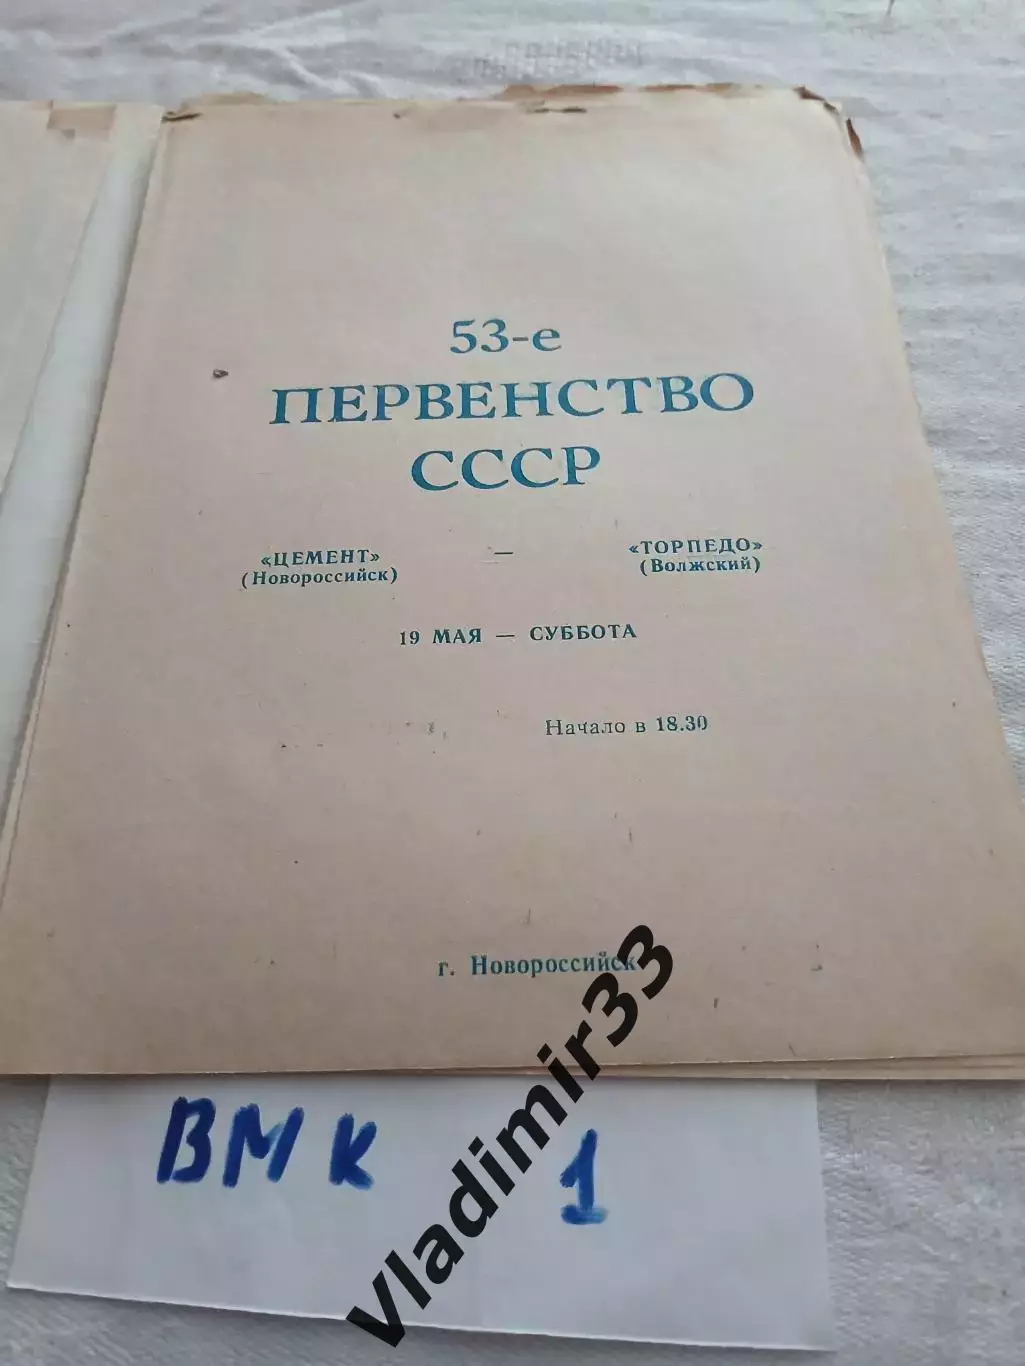 53-е
ПЕРВЕНСТВО
СССР
«ЦЕМЕНТ» — «ТОРПЕДО»
(Новороссийск) (Волжский)
19 МАЯ — СУББОТА
Начало в 18.30
г. Новороссийск
ВМК 1
Vladimir33